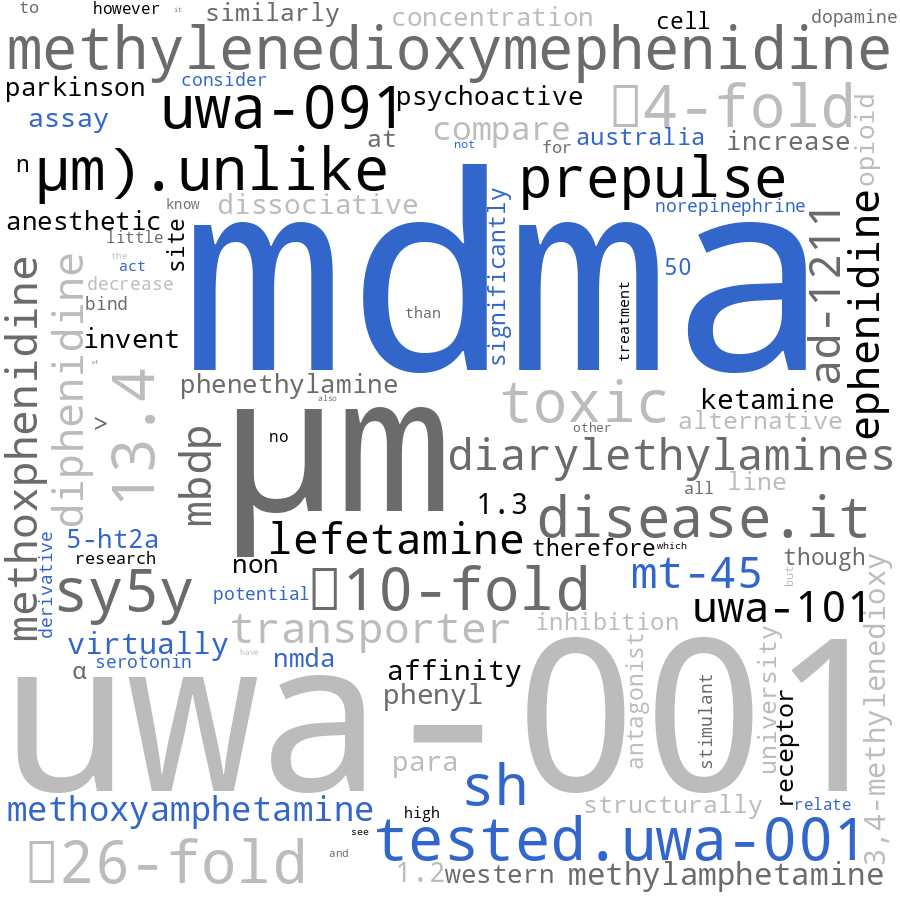 to
however
it
similarly
concentration
cell
dopamine
methylenedioxymephenidine
parkinson
consider
uwa-091
psychoactive
4-fold
assay
at
compare
not
for
australia
increase
opioid
n
µm).unlike
prepulse
know
dissociative
norepinephrine
anesthetic
little
site
significantly
ad-1211
ephenidine
the
act
mdma
50
decrease
bind
than
treatment
invent
of
methoxphenidine
diphenidine
phenethylamine
also
toxic
ketamine
alternative
13.4
>
no
µm
other
mbdp
diarylethylamines
all
line
1.3
disease.it
lefetamine
5-ht2a
research
non
therefore
which
though
derivative
sy5y
potential
10-fold
mt-45
but
uwa-101
transporter
inhibition
virtually
serotonin
have
α
nmda
affinity
phenyl
uwa-001
antagonist
stimulant
university
receptor
3,4-methylenedioxy
para
sh
methoxyamphetamine
high
structurally
relate
see
tested.uwa-001
26-fold
and
1.2
western
methylamphetamine